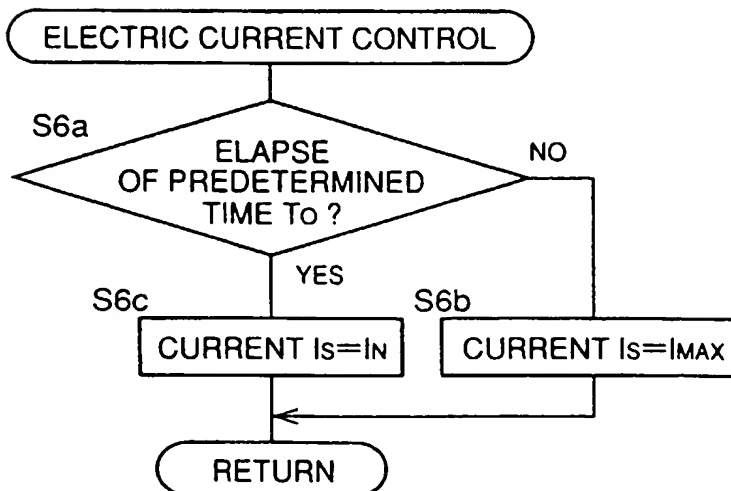 ELECTRIC CURRENT CONTROL
S6a
ELAPSE
OF PREDETERMINED
TIME To ?
NO
YES
S6c
S6b
CURRENT Is=IN
CURRENT Is=IMAX
RETURN